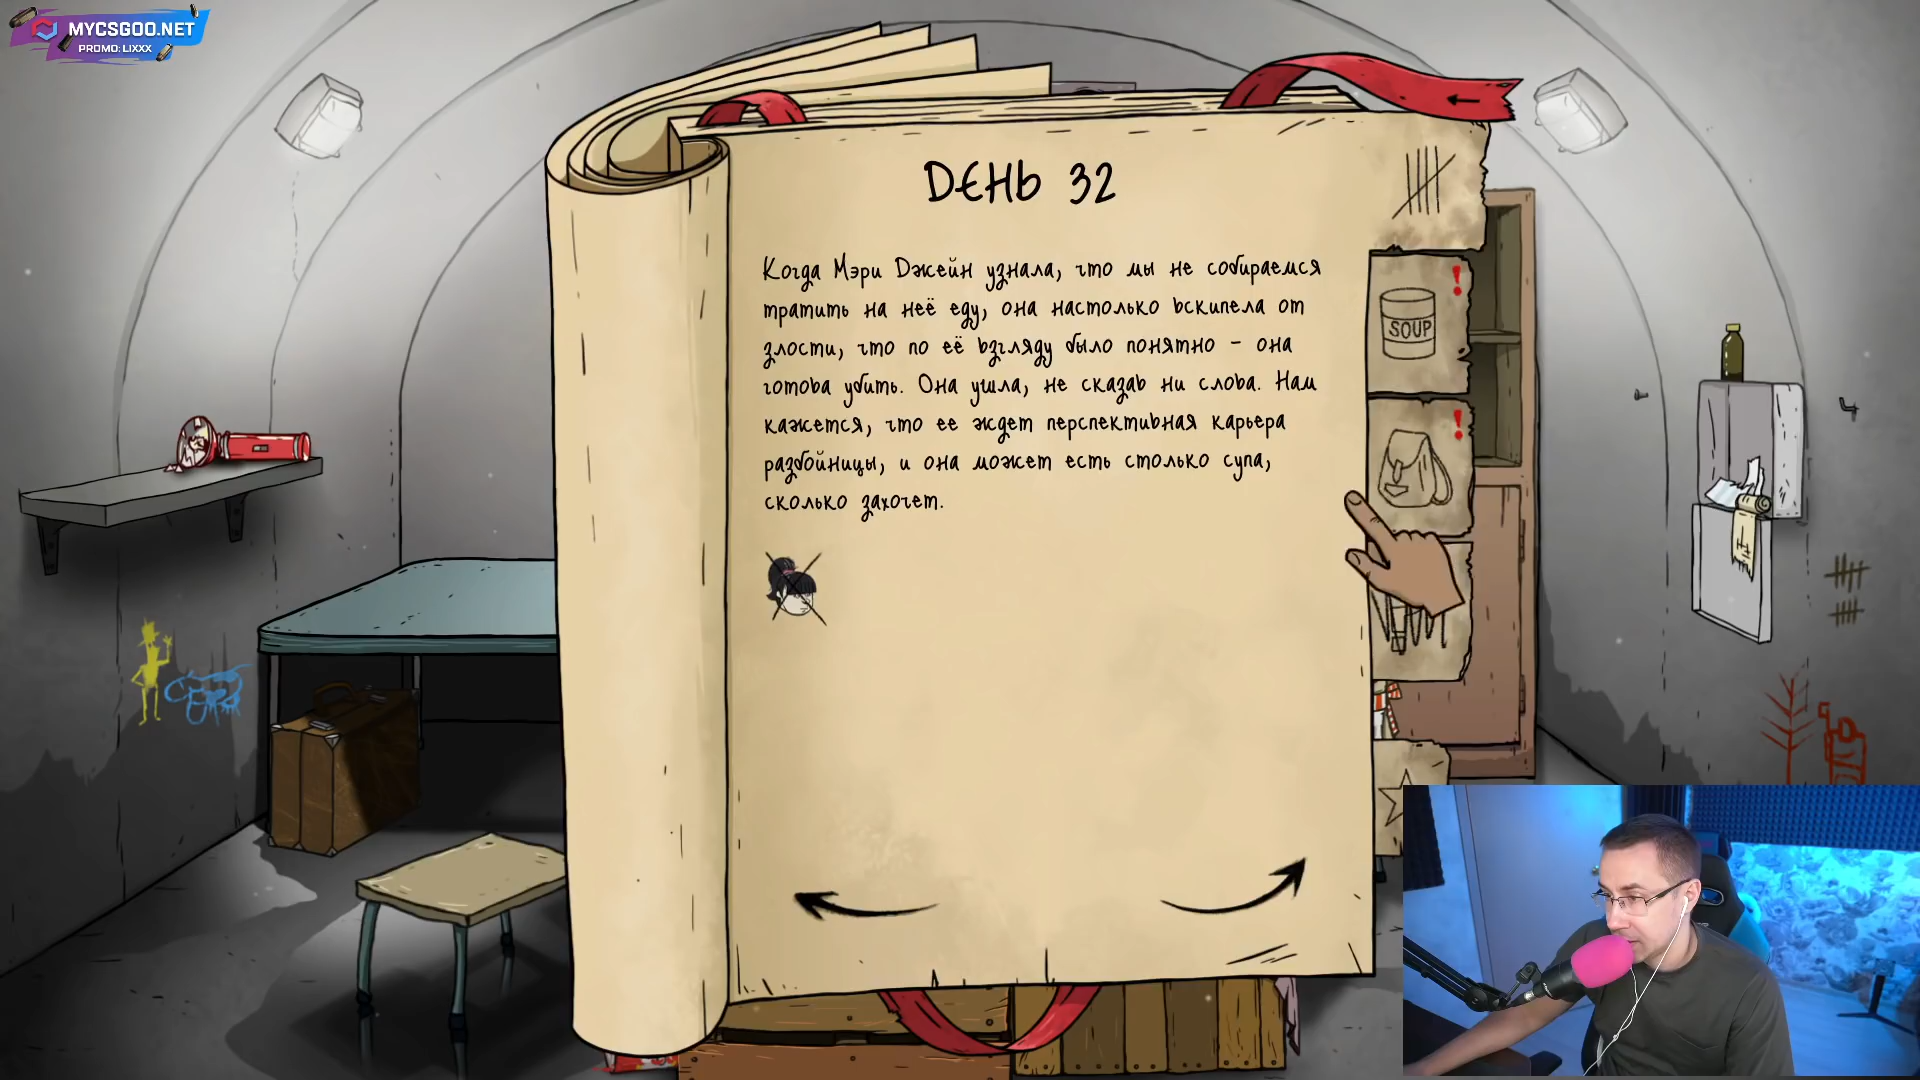 MYCSGOO.NET
PROMO: LIXXX
ДЕНЬ 32
Когда Мэри Джейн узнала, что мы не собираемся
тратить на неё еду, она настолько вскипела от
злости, что по её взгляду было понятно - она
готова убить. Она ушла, не сказав ни слова. Нам
кажется, что ее ждет перспективная карьера
разбойницы, и она может есть столько супа,
сколько захочет.
!
SOUP
!